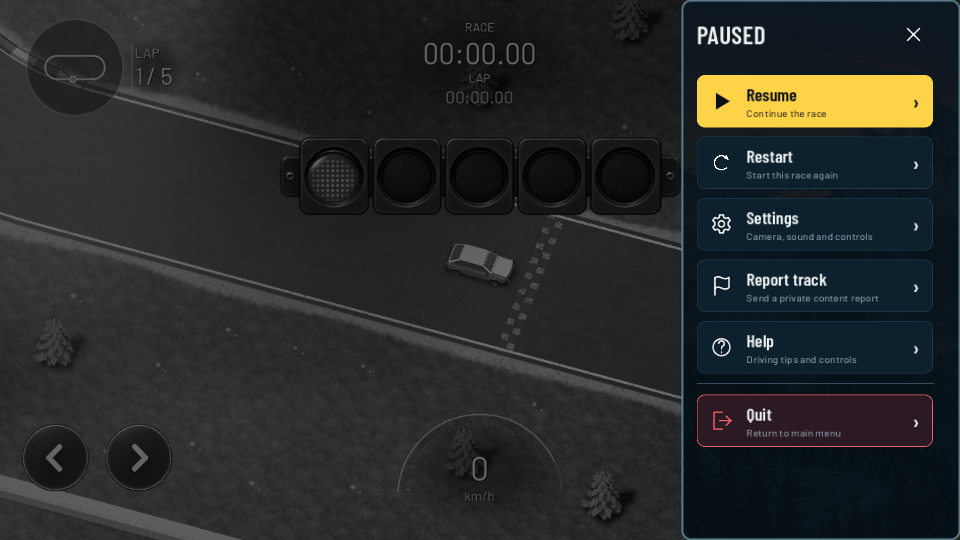 LAP
1/ 5
RACE
00:00.00
LAP
00:00.00
0
km/h
PAUSED
Resume
Continue the race
Restart
Start this race again
Settings
Camera, sound and controls
Report track
Send a private content report
Help
Driving tips and controls
Quit
Return to main menu